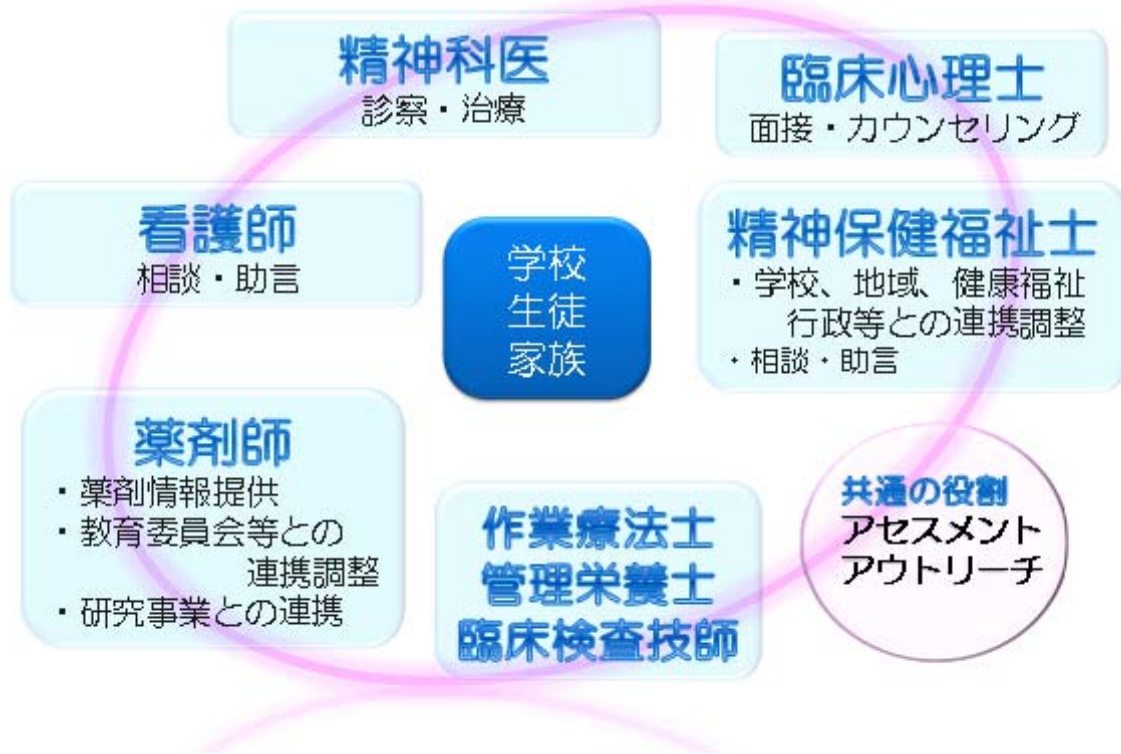 精神科医
診察・治療
臨床心理士
面接・カウンセリング
看護師
相談・助言
学校
生徒
家族
精神保健福祉士
・学校、地域、健康福祉
行政等との連携調整
・相談・助言
薬剤師
・薬剤情報提供
・教育委員会等との
連携調整
・研究事業との連携
作業療法士
管理栄養士
臨床検査技師
共通の役割
アセスメント
アウトリーチ